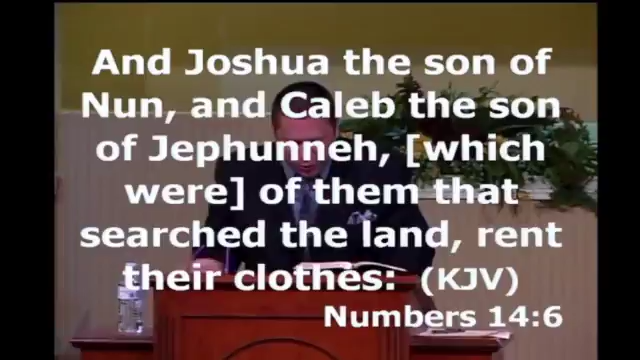 And Joshua the son of
Nun, and Caleb the son
of Jephunneh, [which
were] of them that
searched the land, rent
their clothes: (KJV)
Numbers 14:6